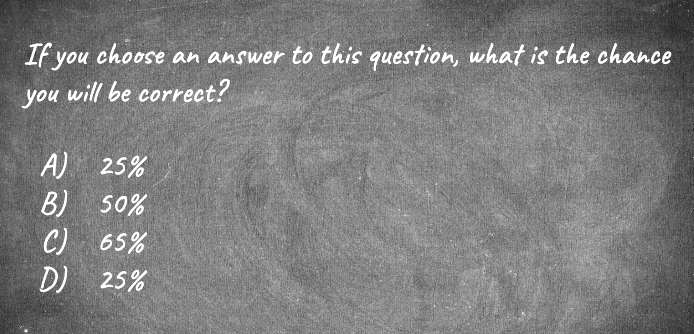 If you choose an answer to this question, what is the chance
you will be correct?
A) 25%
B) 50%
C) 65%
D) 25%